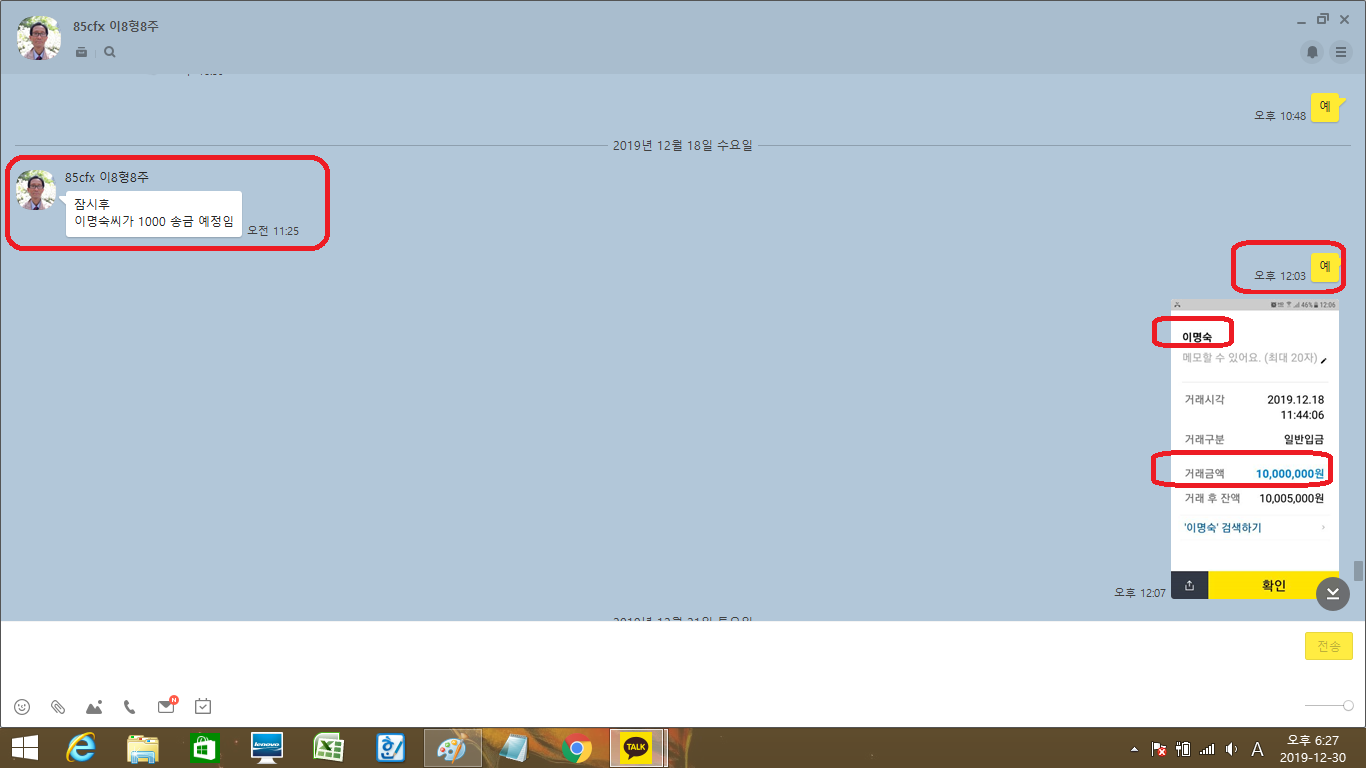 85cfx 이8형8주
오후 10:48
예
2019년 12월 18일 수요일
85cfx 이8형8주
잠시후
이명숙씨가 1000 송금 예정임
오전 11:25
오후 12:03
예
46% 12:06
이명숙
메모할 수 있어요. (최대 20자)
거래시각 2019.12.18
11:44:06
거래구분 일반입금
거래금액 10,000,000원
거래 후 잔액 10,005,000원
'이명숙' 검색하기
확인
오후 12:07
전송
N
lenovo
TALK
A
오후 6:27
2019-12-30